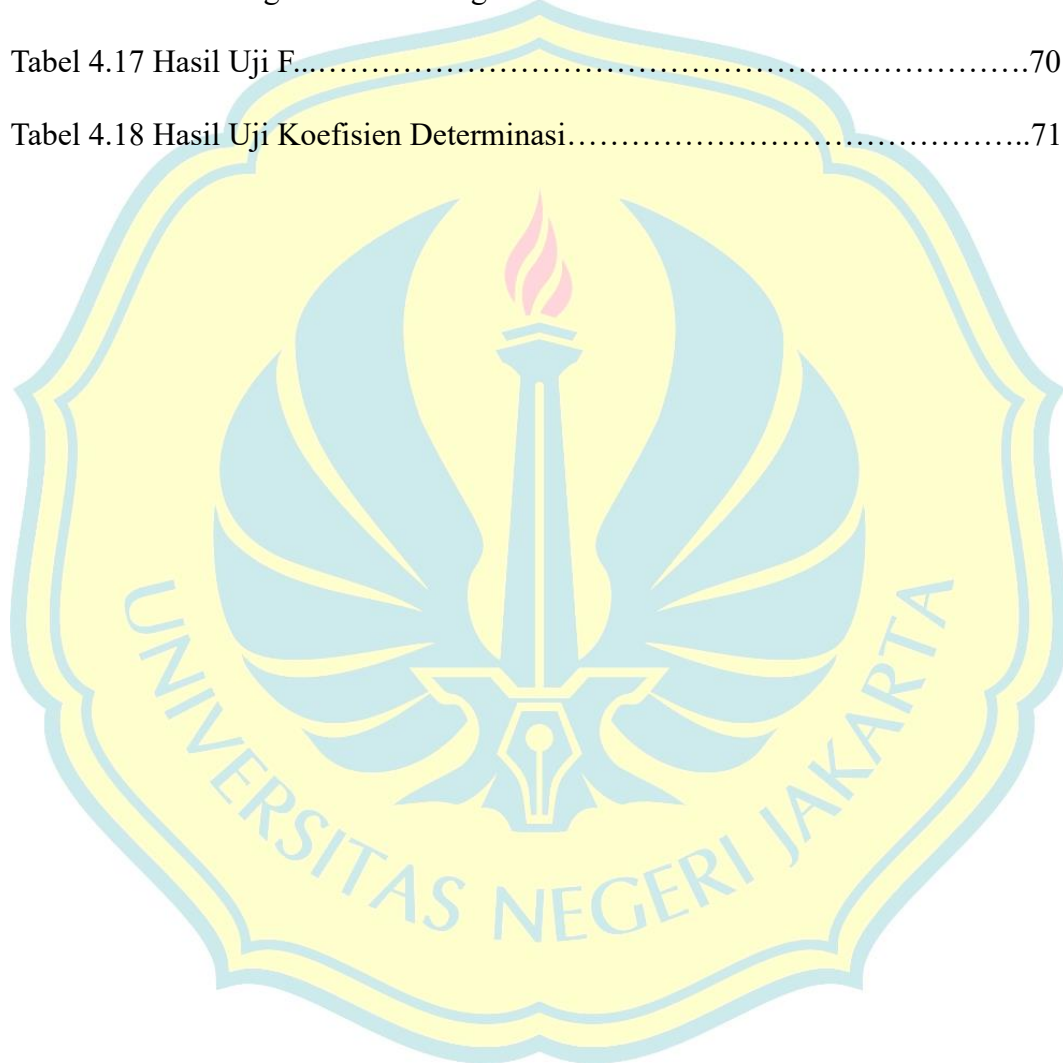 Tabel 4.17 Hasil Uji F...……………………………………………………………….70
Tabel 4.18 Hasil Uji Koefisien Determinasi……………………………………..71
UNIVERSITAS NEGERI JAKARTA